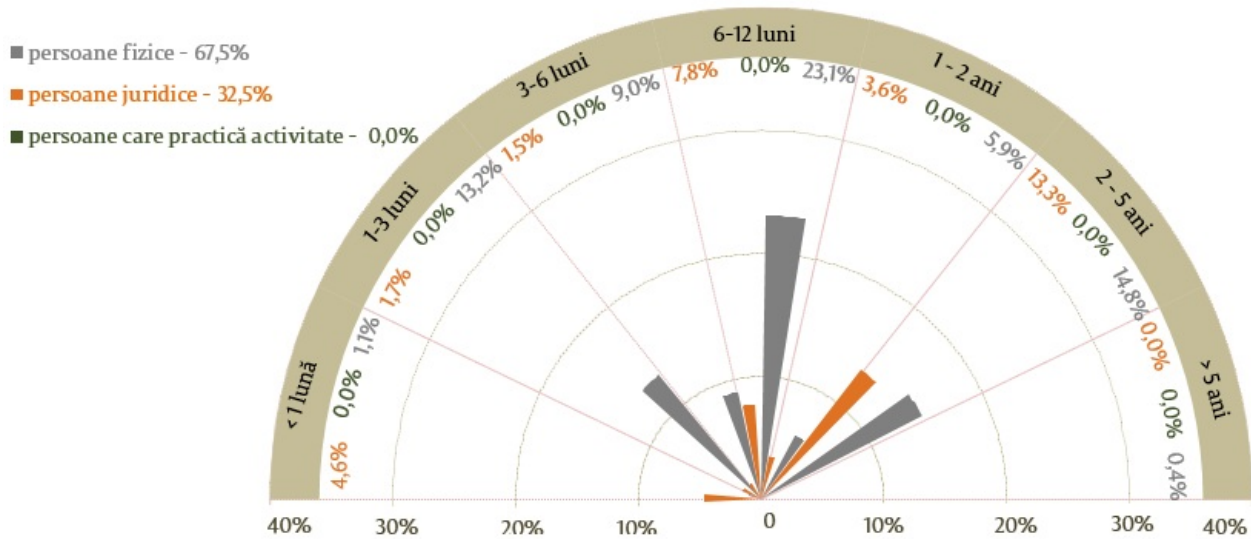 persoane fizice - 67,5%
persoane juridice - 32,5%
persoane care practică activitate - 0,0%
< 1 lună
1-3 luni
3-6 luni
6-12 luni
1 - 2 ani
2 - 5 ani
> 5 ani
4,6%
0,0%
1,1%
1,7%
0,0%
13,2%
1,5%
0,0%
9,0%
7,8%
0,0%
23,1%
3,6%
0,0%
5,9%
13,3%
0,0%
14,8%
0,0%
0,0%
0,4%
40% 30% 20% 10% 0 10% 20% 30% 40%